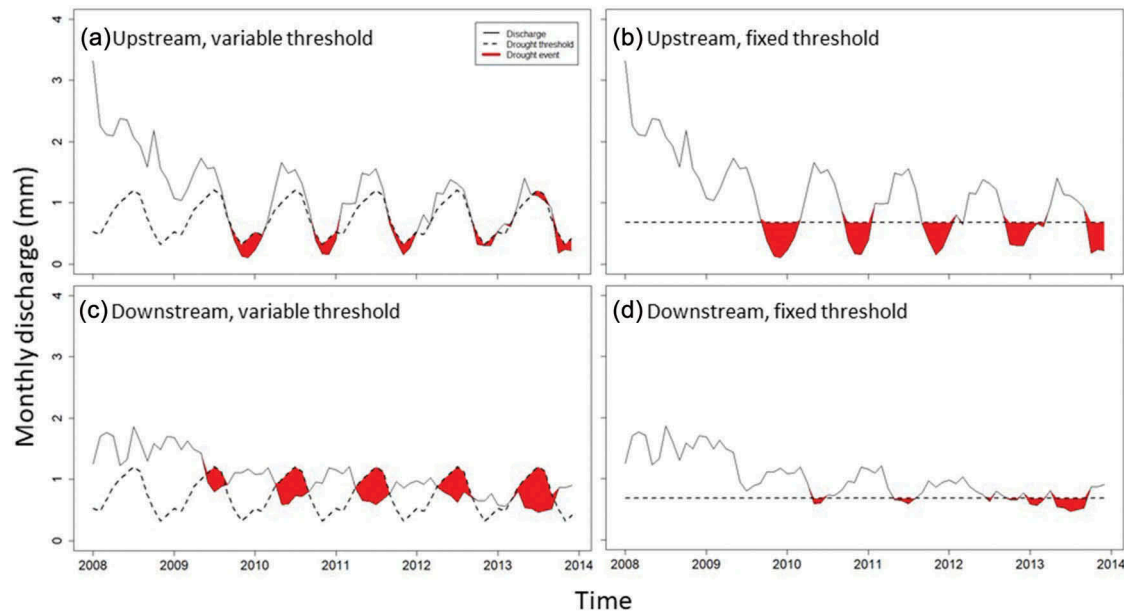 (a) Upstream, variable threshold
Discharge
Drought threshold
Drought event
(b) Upstream, fixed threshold
4
3
2
1
0
(c) Downstream, variable threshold
(d) Downstream, fixed threshold
4
3
2
1
0
Monthly discharge (mm)
2008 2009 2010 2011 2012 2013 2014
2008 2009 2010 2011 2012 2013 2014
Time